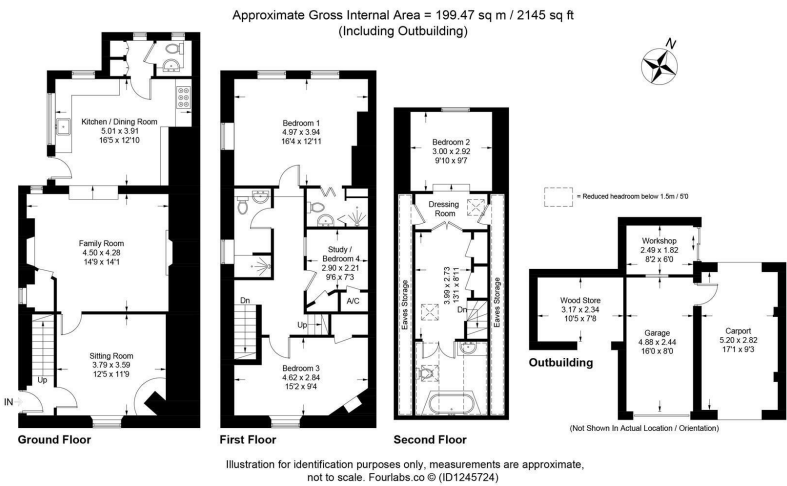 Approximate Gross Internal Area = 199.47 sq m / 2145 sq ft
(Including Outbuilding)
N
Kitchen / Dining Room
5.01 x 3.91
16'5 x 12'10
Family Room
4.50 x 4.28
14'9 x 14'1
Sitting Room
3.79 x 3.59
12'5 x 11'9
Up
IN
Ground Floor
Bedroom 1
4.97 x 3.94
16'4 x 12'11
Study /
Bedroom 4
2.90 x 2.21
9'6 x 7'3
A/C
Dn
Up
Bedroom 3
4.62 x 2.84
15'2 x 9'4
First Floor
Bedroom 2
3.00 x 2.92
9'10 x 9'7
Dressing
Room
3.99 x 2.73
13'1 x 8'11
Dn
Eaves Storage
Eaves Storage
Second Floor
= Reduced headroom below 1.5m / 5'0
Workshop
2.49 x 1.82
8'2 x 6'0
Wood Store
3.17 x 2.34
10'5 x 7'8
Garage
4.88 x 2.44
16'0 x 8'0
Carport
5.20 x 2.82
17'1 x 9'3
Outbuilding
(Not Shown In Actual Location / Orientation)
Illustration for identification purposes only, measurements are approximate,
not to scale. Fourlabs.co © (ID1245724)